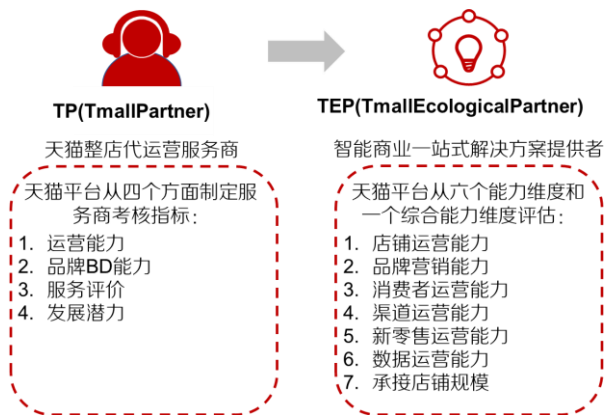 TP(TmallPartner)
天猫整店代运营服务商
天猫平台从四个方面制定服
务商考核指标：
1. 运营能力
2. 品牌BD能力
3. 服务评价
4. 发展潜力
TEP(TmallEcologicalPartner)
智能商业一站式解决方案提供者
天猫平台从六个能力维度和
一个综合能力维度评估：
1. 店铺运营能力
2. 品牌营销能力
3. 消费者运营能力
4. 渠道运营能力
5. 新零售运营能力
6. 数据运营能力
7. 承接店铺规模